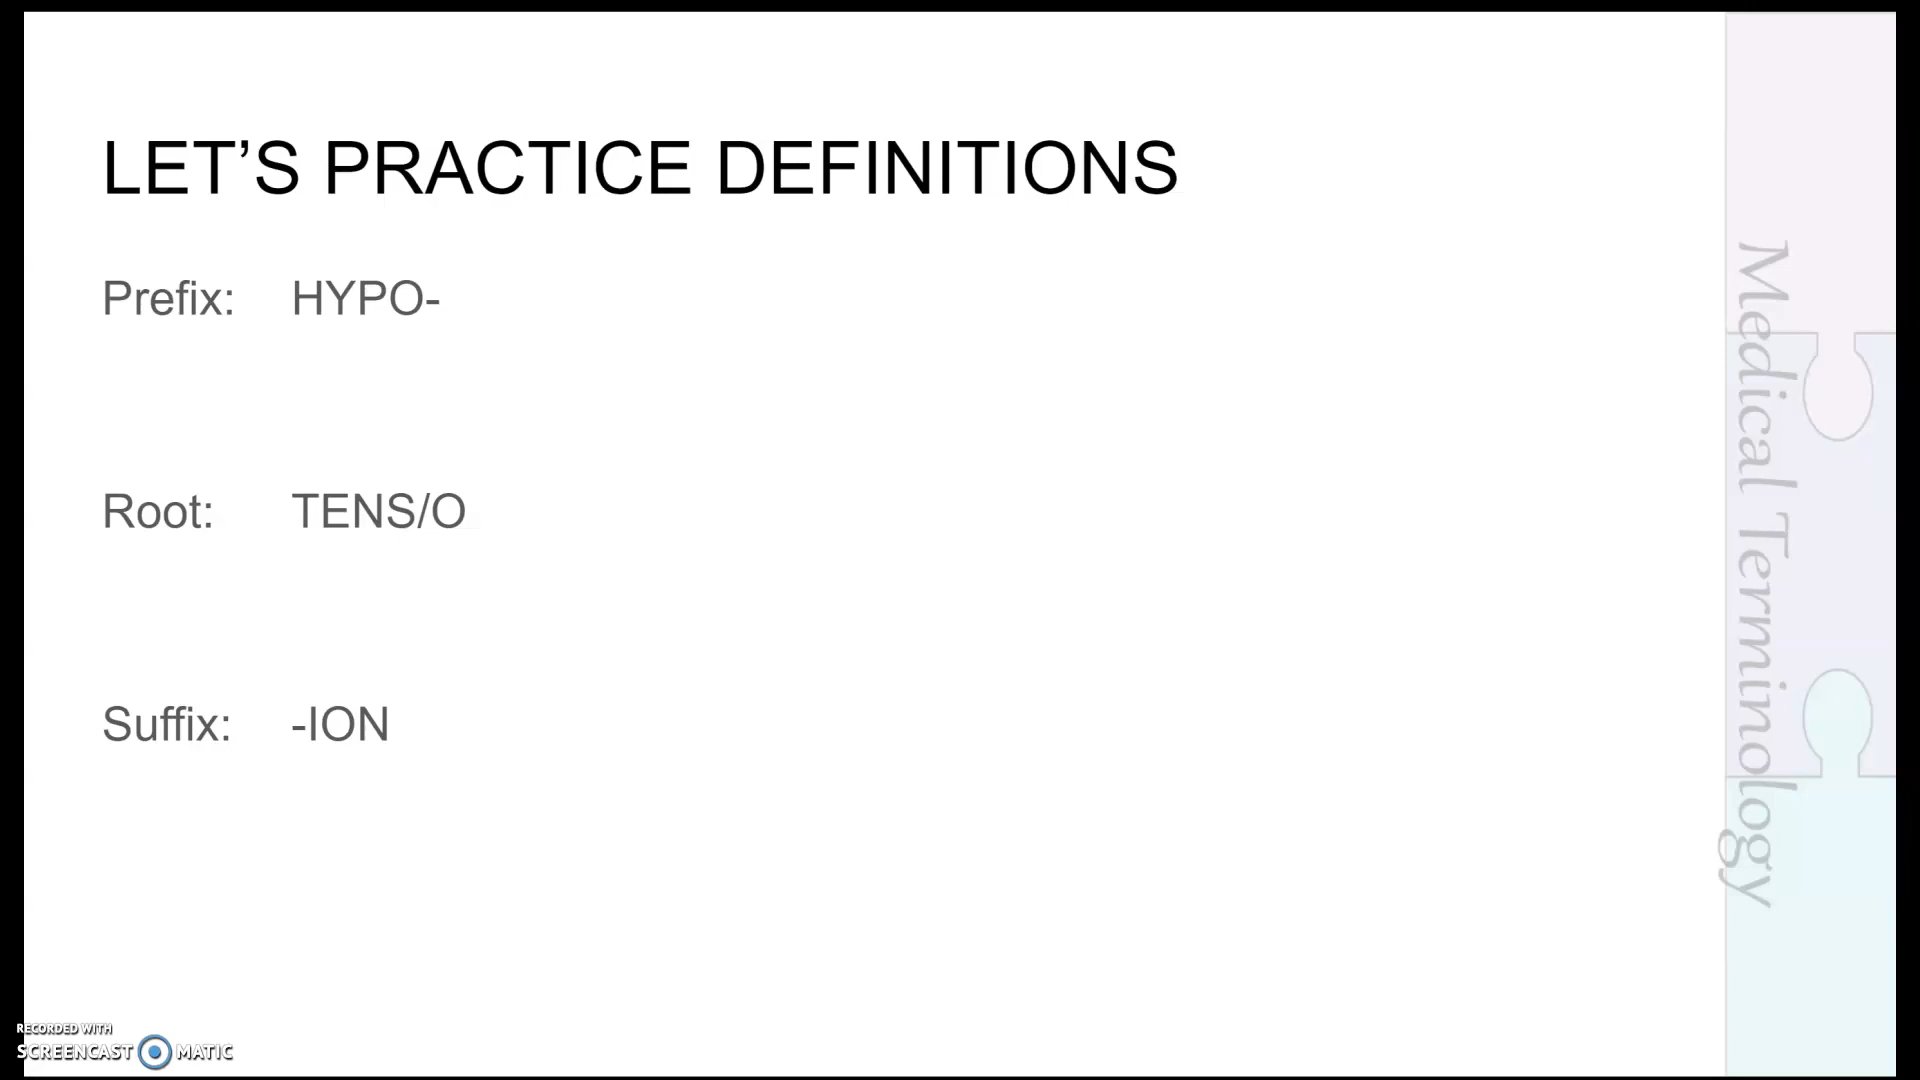 LET’S PRACTICE DEFINITIONS
Prefix: HYPO-
Root: TENS/O
Suffix: -ION
Medical Terminology
RECORDED WITH
SCREENCAST MATIC